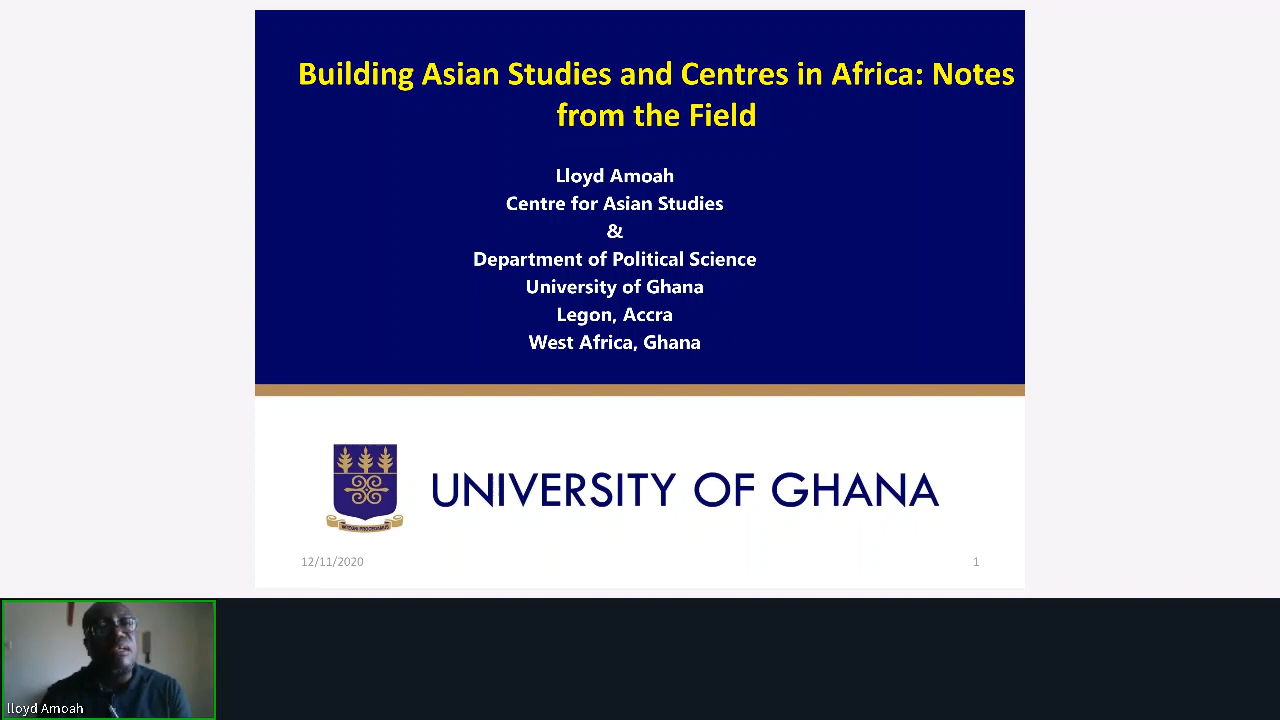 Building Asian Studies and Centres in Africa: Notes
from the Field
Lloyd Amoah
Centre for Asian Studies
&
Department of Political Science
University of Ghana
Legon, Accra
West Africa, Ghana
UNIVERSITY OF GHANA
12/11/2020
1
lloyd Amoah